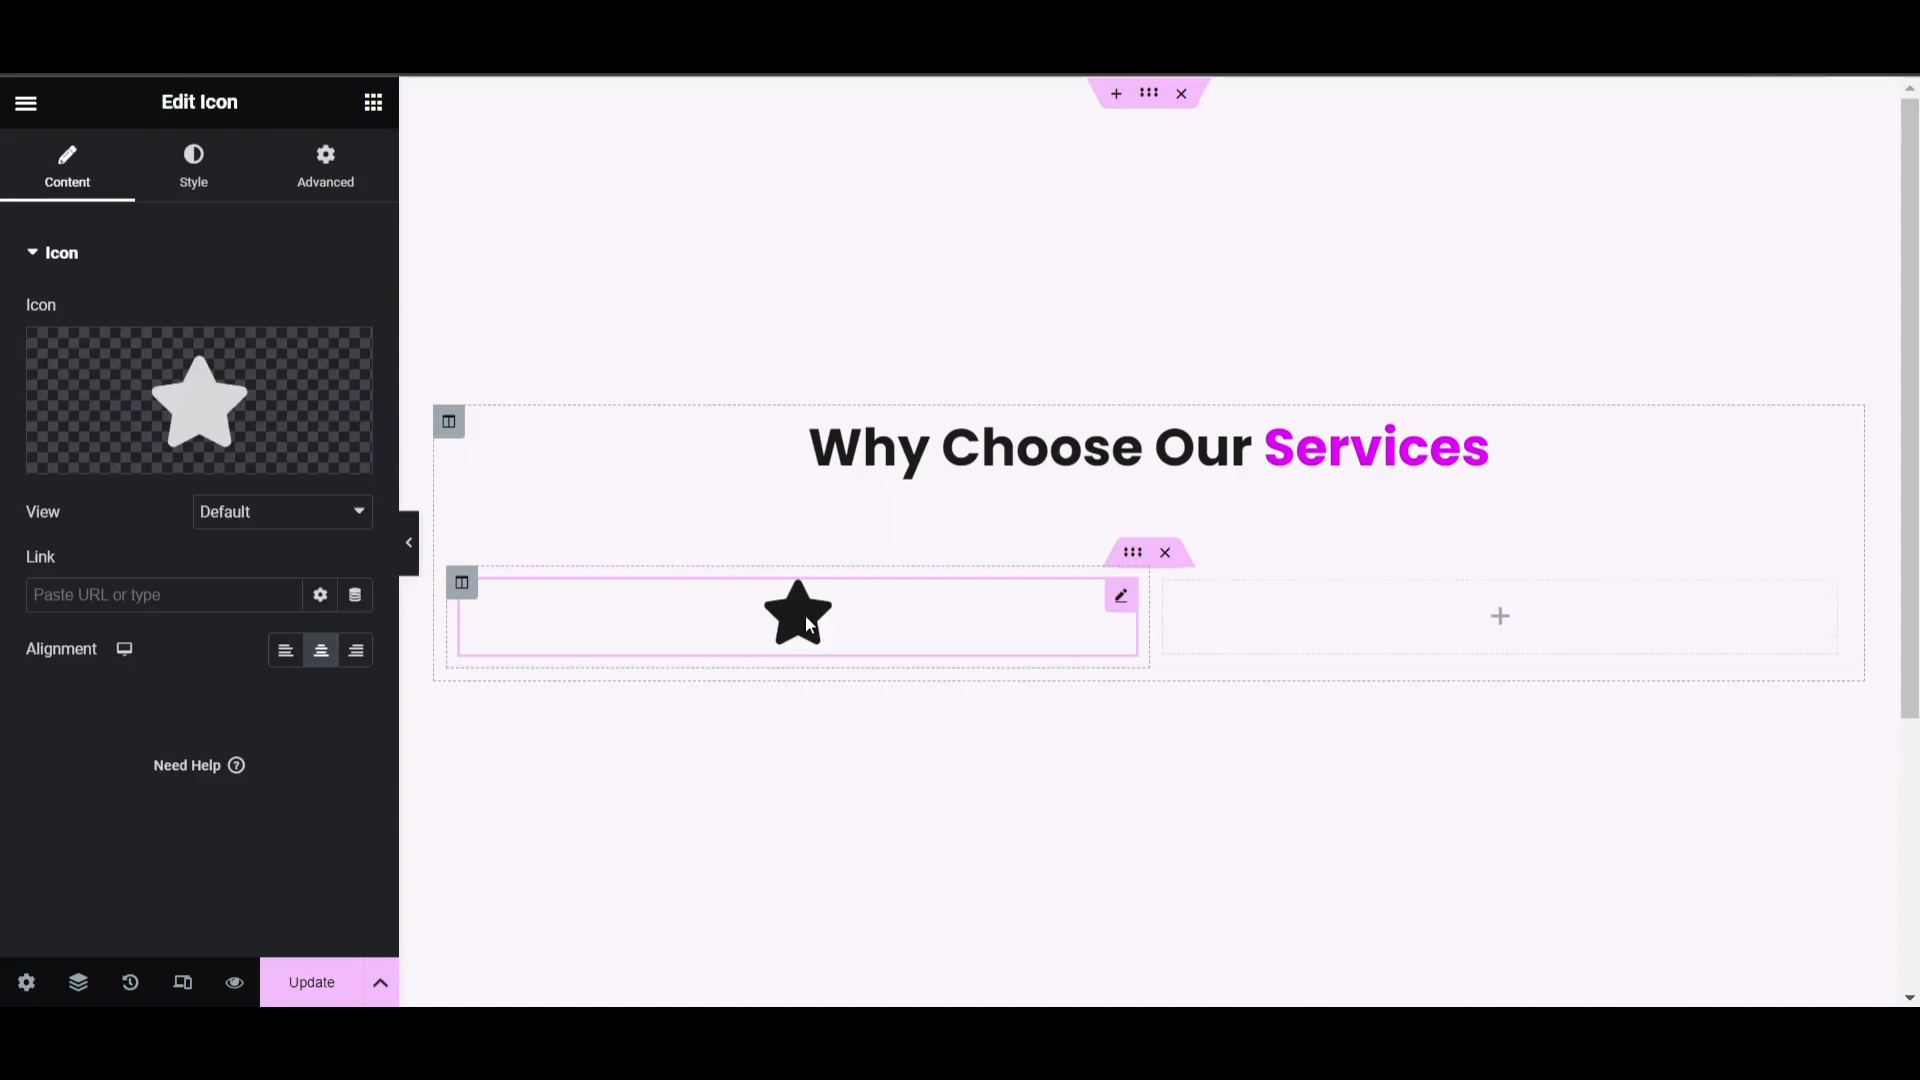 Edit Icon
Content
Style
Advanced
Icon
Icon
View
Default
Link
Paste URL or type
Alignment
Need Help
Update
Why Choose Our Services